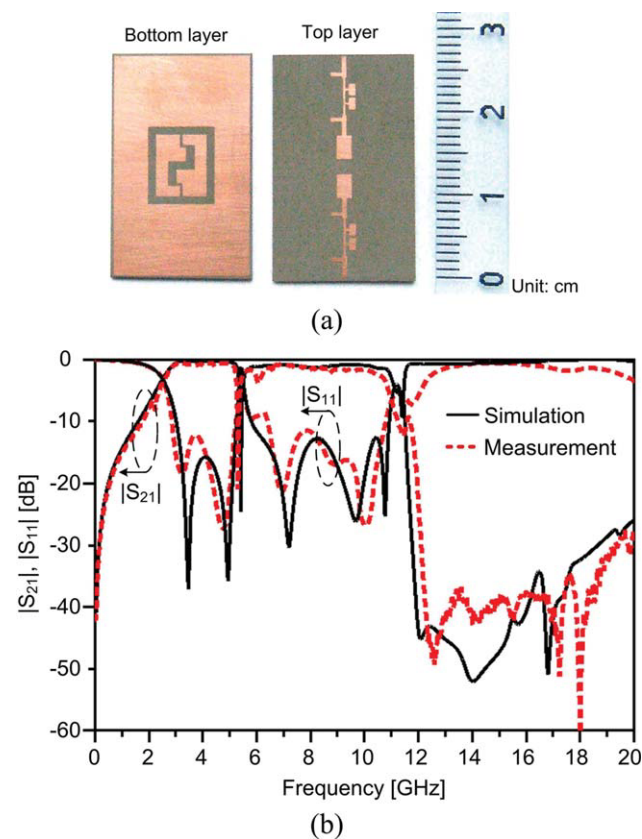 Bottom layer
Top layer
3
2
1
0
Unit: cm
(a)
0
-10
-20
-30
-40
-50
-60
|S21|, |S11| [dB]
|S21|
|S11|
Simulation
Measurement
0 2 4 6 8 10 12 14 16 18 20
Frequency [GHz]
(b)